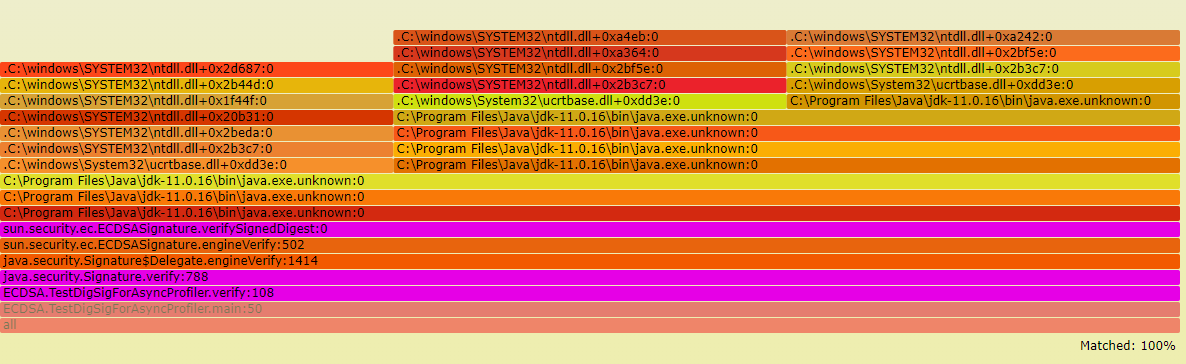 .C:\windows\SYSTEM32\ntdll.dll+0xa4eb:0 .C:\windows\SYSTEM32\ntdll.dll+0xa242:0
.C:\windows\SYSTEM32\ntdll.dll+0xa364:0 .C:\windows\SYSTEM32\ntdll.dll+0x2bf5e:0
.C:\windows\SYSTEM32\ntdll.dll+0x2d687:0 .C:\windows\SYSTEM32\ntdll.dll+0x2bf5e:0 .C:\windows\SYSTEM32\ntdll.dll+0x2b3c7:0
.C:\windows\SYSTEM32\ntdll.dll+0x2b44d:0 .C:\windows\SYSTEM32\ntdll.dll+0x2b3c7:0 .C:\windows\System32\ucrtbase.dll+0xdd3e:0
.C:\windows\SYSTEM32\ntdll.dll+0x1f44f:0 .C:\windows\System32\ucrtbase.dll+0xdd3e:0 C:\Program Files\Java\jdk-11.0.16\bin\java.exe.unknown:0
.C:\windows\SYSTEM32\ntdll.dll+0x20b31:0 C:\Program Files\Java\jdk-11.0.16\bin\java.exe.unknown:0
.C:\windows\SYSTEM32\ntdll.dll+0x2beda:0 C:\Program Files\Java\jdk-11.0.16\bin\java.exe.unknown:0
.C:\windows\SYSTEM32\ntdll.dll+0x2b3c7:0 C:\Program Files\Java\jdk-11.0.16\bin\java.exe.unknown:0
.C:\windows\System32\ucrtbase.dll+0xdd3e:0 C:\Program Files\Java\jdk-11.0.16\bin\java.exe.unknown:0
C:\Program Files\Java\jdk-11.0.16\bin\java.exe.unknown:0
C:\Program Files\Java\jdk-11.0.16\bin\java.exe.unknown:0
C:\Program Files\Java\jdk-11.0.16\bin\java.exe.unknown:0
sun.security.ec.ECDSASignature.verifySignedDigest:0
sun.security.ec.ECDSASignature.engineVerify:502
java.security.Signature$Delegate.engineVerify:1414
java.security.Signature.verify:788
ECDSA.TestDigSigForAsyncProfiler.verify:108
ECDSA.TestDigSigForAsyncProfiler.main:50
all
Matched: 100%